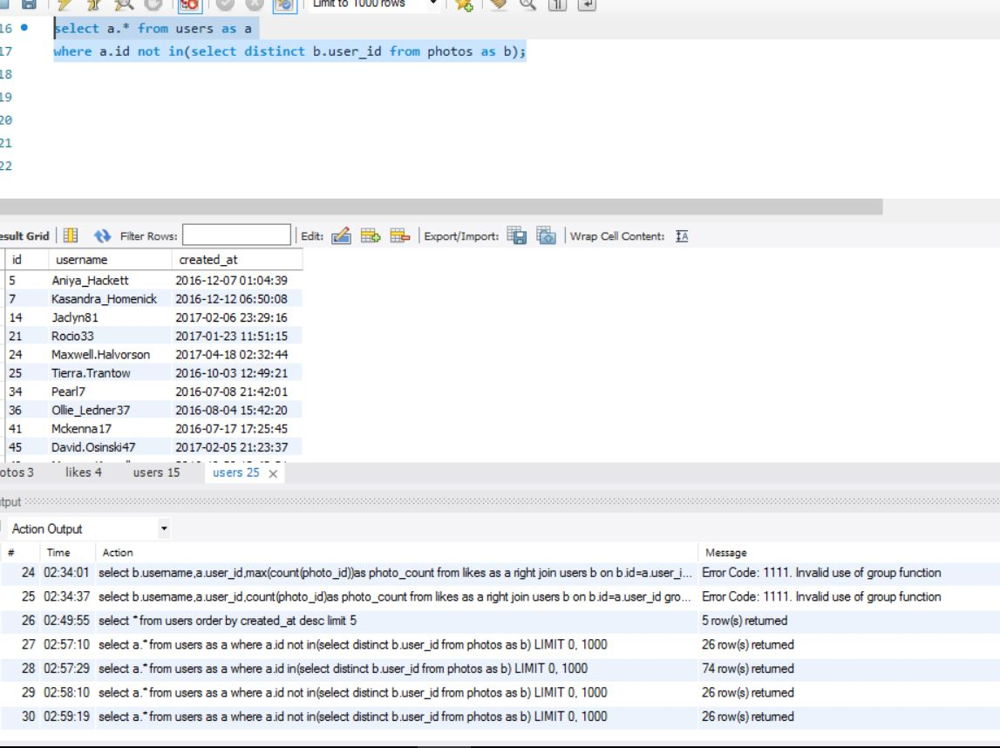 Limit to 1000 rows
16 select a.* from users as a
17 where a.id not in(select distinct b.user_id from photos as b);
18
19
20
21
22
esult Grid Filter Rows: Edit: Export/Import: Wrap Cell Content:
id username created_at
5 Aniya_Hackett 2016-12-07 01:04:39
7 Kasandra_Homenick 2016-12-12 06:50:08
14 Jaclyn81 2017-02-06 23:29:16
21 Rocio33 2017-01-23 11:51:15
24 Maxwell.Halvorson 2017-04-18 02:32:44
25 Tierra.Trantow 2016-10-03 12:49:21
34 Pearl7 2016-07-08 21:42:01
36 Ollie_Ledner37 2016-08-04 15:42:20
41 Mckenna17 2016-07-17 17:25:45
45 David.Osinski47 2017-02-05 21:23:37
otos 3 likes 4 users 15 users 25
tput
Action Output
# Time Action Message
24 02:34:01 select b.username,a.user_id,max(count(photo_id))as photo_count from likes as a right join users b on b.id=a.user_i... Error Code: 1111. Invalid use of group function
25 02:34:37 select b.username,a.user_id,count(photo_id)as photo_count from likes as a right join users b on b.id=a.user_id gro... Error Code: 1111. Invalid use of group function
26 02:49:55 select * from users order by created_at desc limit 5 5 row(s) returned
27 02:57:10 select a.* from users as a where a.id not in(select distinct b.user_id from photos as b) LIMIT 0, 1000 26 row(s) returned
28 02:57:29 select a.* from users as a where a.id in(select distinct b.user_id from photos as b) LIMIT 0, 1000 74 row(s) returned
29 02:58:10 select a.* from users as a where a.id not in(select distinct b.user_id from photos as b) LIMIT 0, 1000 26 row(s) returned
30 02:59:19 select a.* from users as a where a.id not in(select distinct b.user_id from photos as b) LIMIT 0, 1000 26 row(s) returned